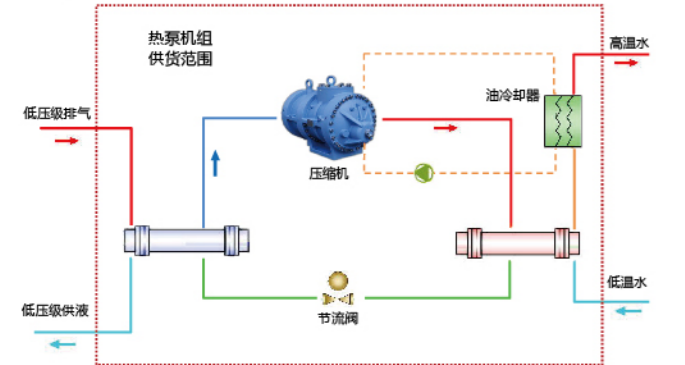 热泵机组
供货范围
高温水
油冷却器
低压级排气
压缩机
低温水
低压级供液
节流阀